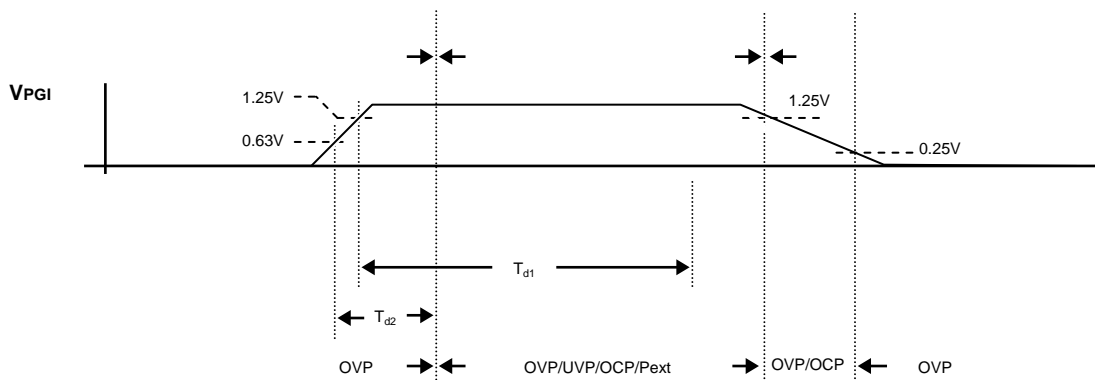 VPGI
1.25V
0.63V
1.25V
0.25V
Td1
Td2
OVP
OVP/UVP/OCP/Pext
OVP/OCP
OVP